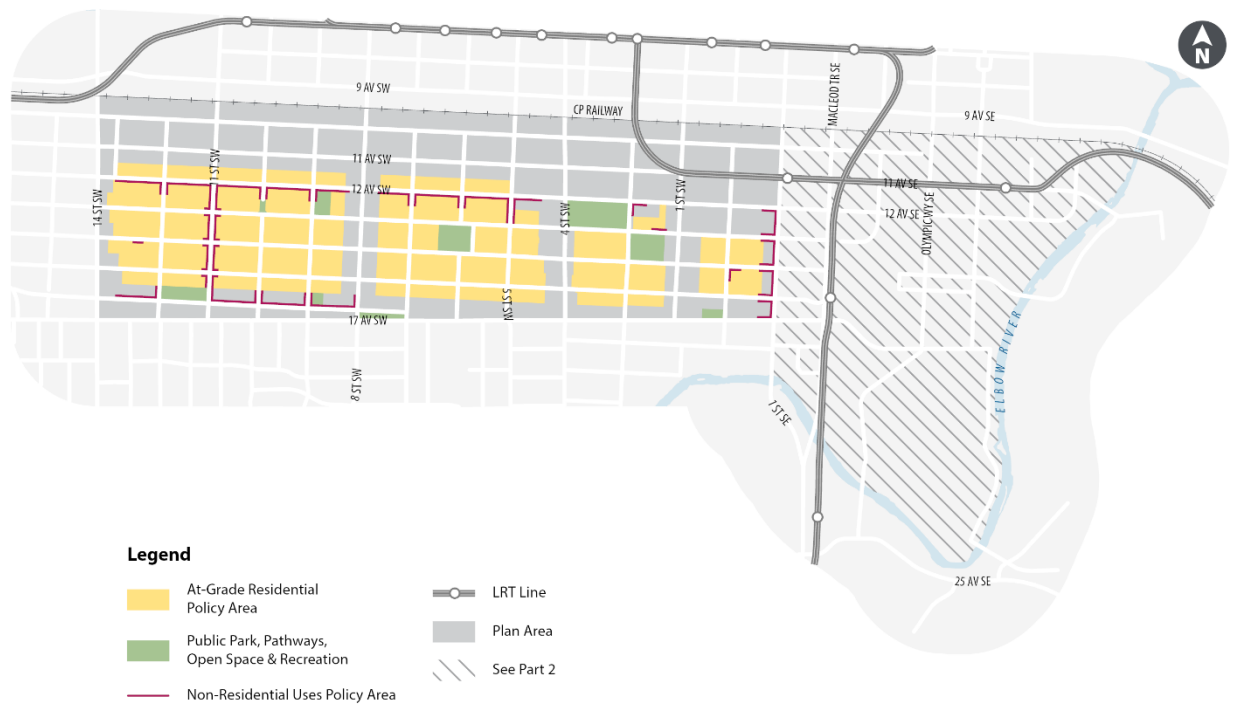 N
MACLEOD TR SE
9 AV SW
CP RAILWAY
9 AV SE
11 AV SW
11 ST SW
12 AV SW
1 ST SW
11 AV SE
14 ST SW
4 ST SW
12 AV SE
OLYMPIC WY SE
5 ST SW
17 AV SW
ELBOW RIVER
8 ST SW
7 ST SE
25 AV SE
Legend
At-Grade Residential
Policy Area
Public Park, Pathways,
Open Space & Recreation
Non-Residential Uses Policy Area
LRT Line
Plan Area
See Part 2